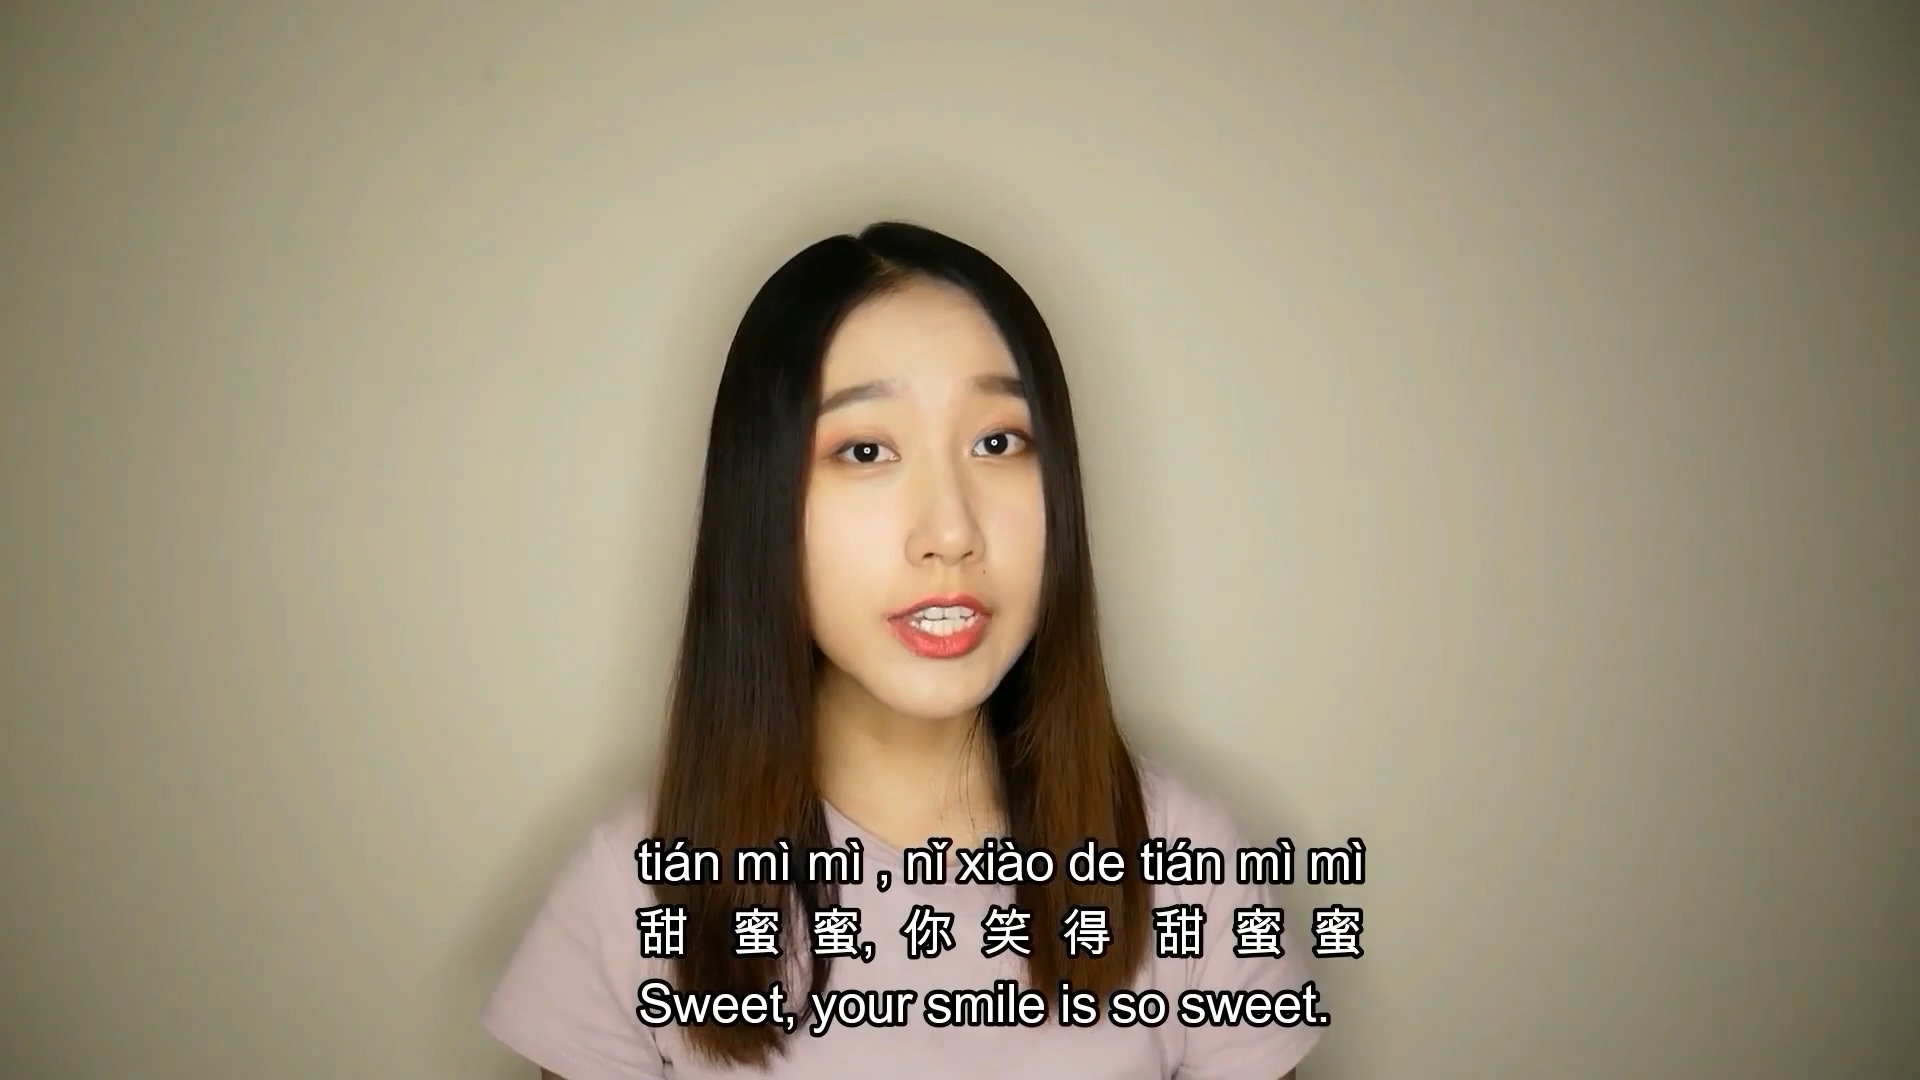 tián mì mì , nǐ xiào de tián mì mì
甜 蜜 蜜, 你 笑 得 甜 蜜 蜜
Sweet, your smile is so sweet.